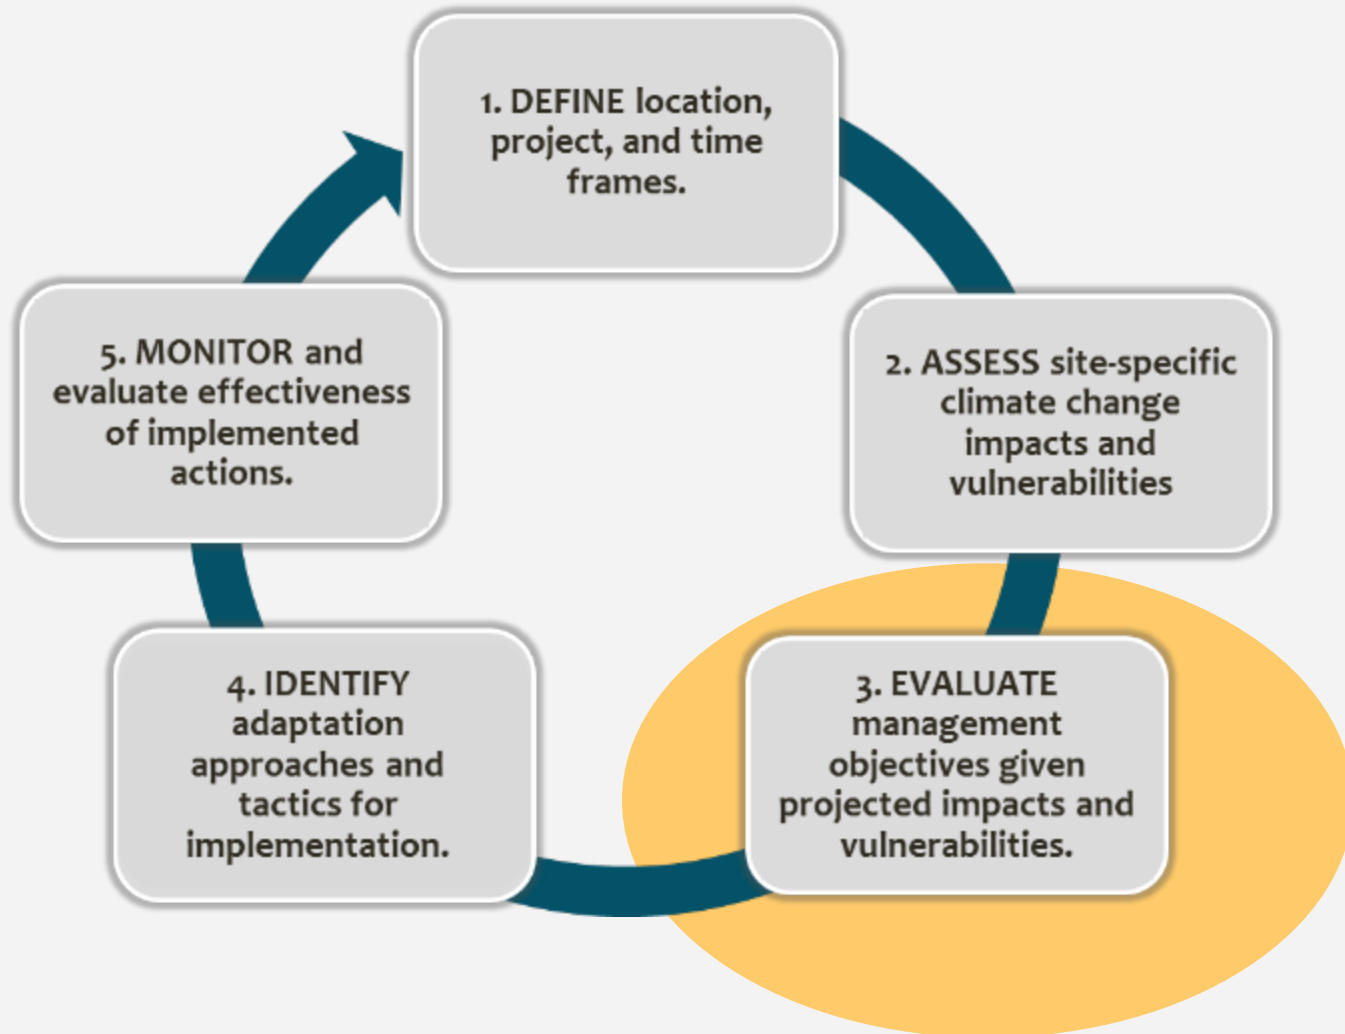 1. DEFINE location,
project, and time
frames.
2. ASSESS site-specific
climate change
impacts and
vulnerabilities
3. EVALUATE
management
objectives given
projected impacts and
vulnerabilities.
4. IDENTIFY
adaptation
approaches and
tactics for
implementation.
5. MONITOR and
evaluate effectiveness
of implemented
actions.